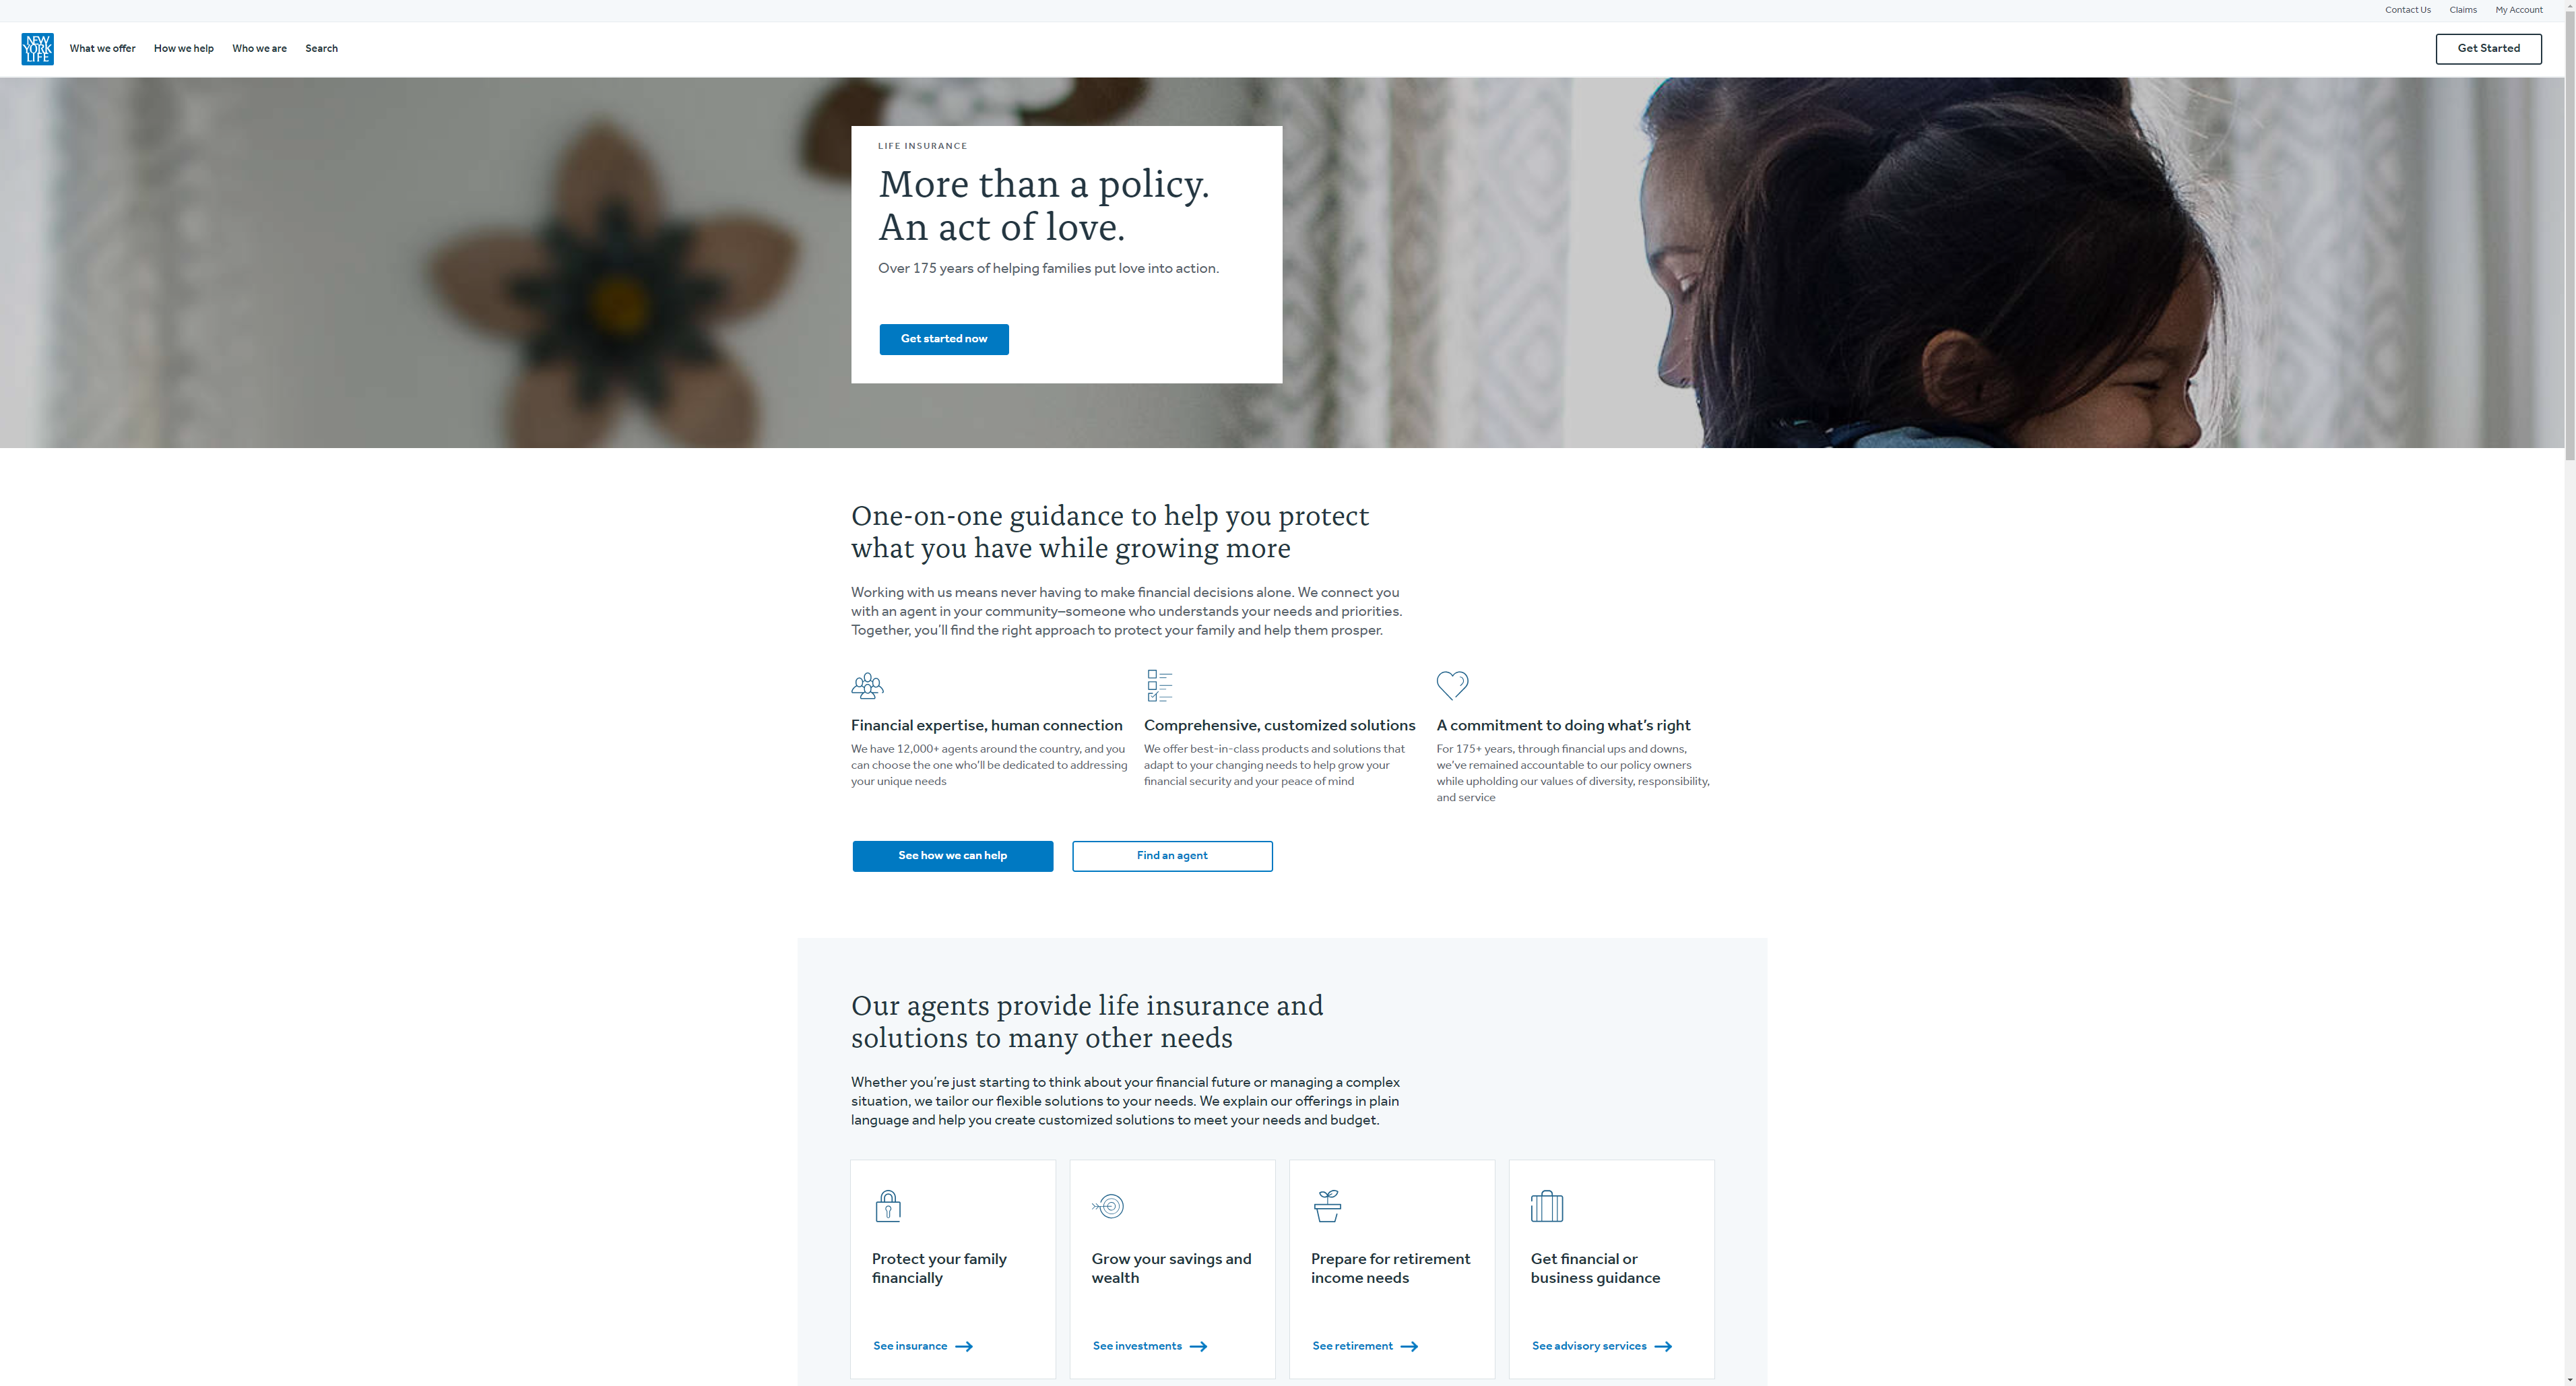 Contact Us Claims My Account
NEW
YORK
LIFE
What we offer How we help Who we are Search
Get Started
LIFE INSURANCE
More than a policy.
An act of love.
Over 175 years of helping families put love into action.
Get started now
One-on-one guidance to help you protect
what you have while growing more
Working with us means never having to make financial decisions alone. We connect you
with an agent in your community–someone who understands your needs and priorities.
Together, you'll find the right approach to protect your family and help them prosper.
Financial expertise, human connection
We have 12,000+ agents around the country, and you
can choose the one who'll be dedicated to addressing
your unique needs
Comprehensive, customized solutions
We offer best-in-class products and solutions that
adapt to your changing needs to help grow your
financial security and your peace of mind
A commitment to doing what's right
For 175+ years, through financial ups and downs,
we've remained accountable to our policy owners
while upholding our values of diversity, responsibility,
and service
See how we can help
Find an agent
Our agents provide life insurance and
solutions to many other needs
Whether you're just starting to think about your financial future or managing a complex
situation, we tailor our flexible solutions to your needs. We explain our offerings in plain
language and help you create customized solutions to meet your needs and budget.
Protect your family
financially
See insurance
Grow your savings and
wealth
See investments
Prepare for retirement
income needs
See retirement
Get financial or
business guidance
See advisory services